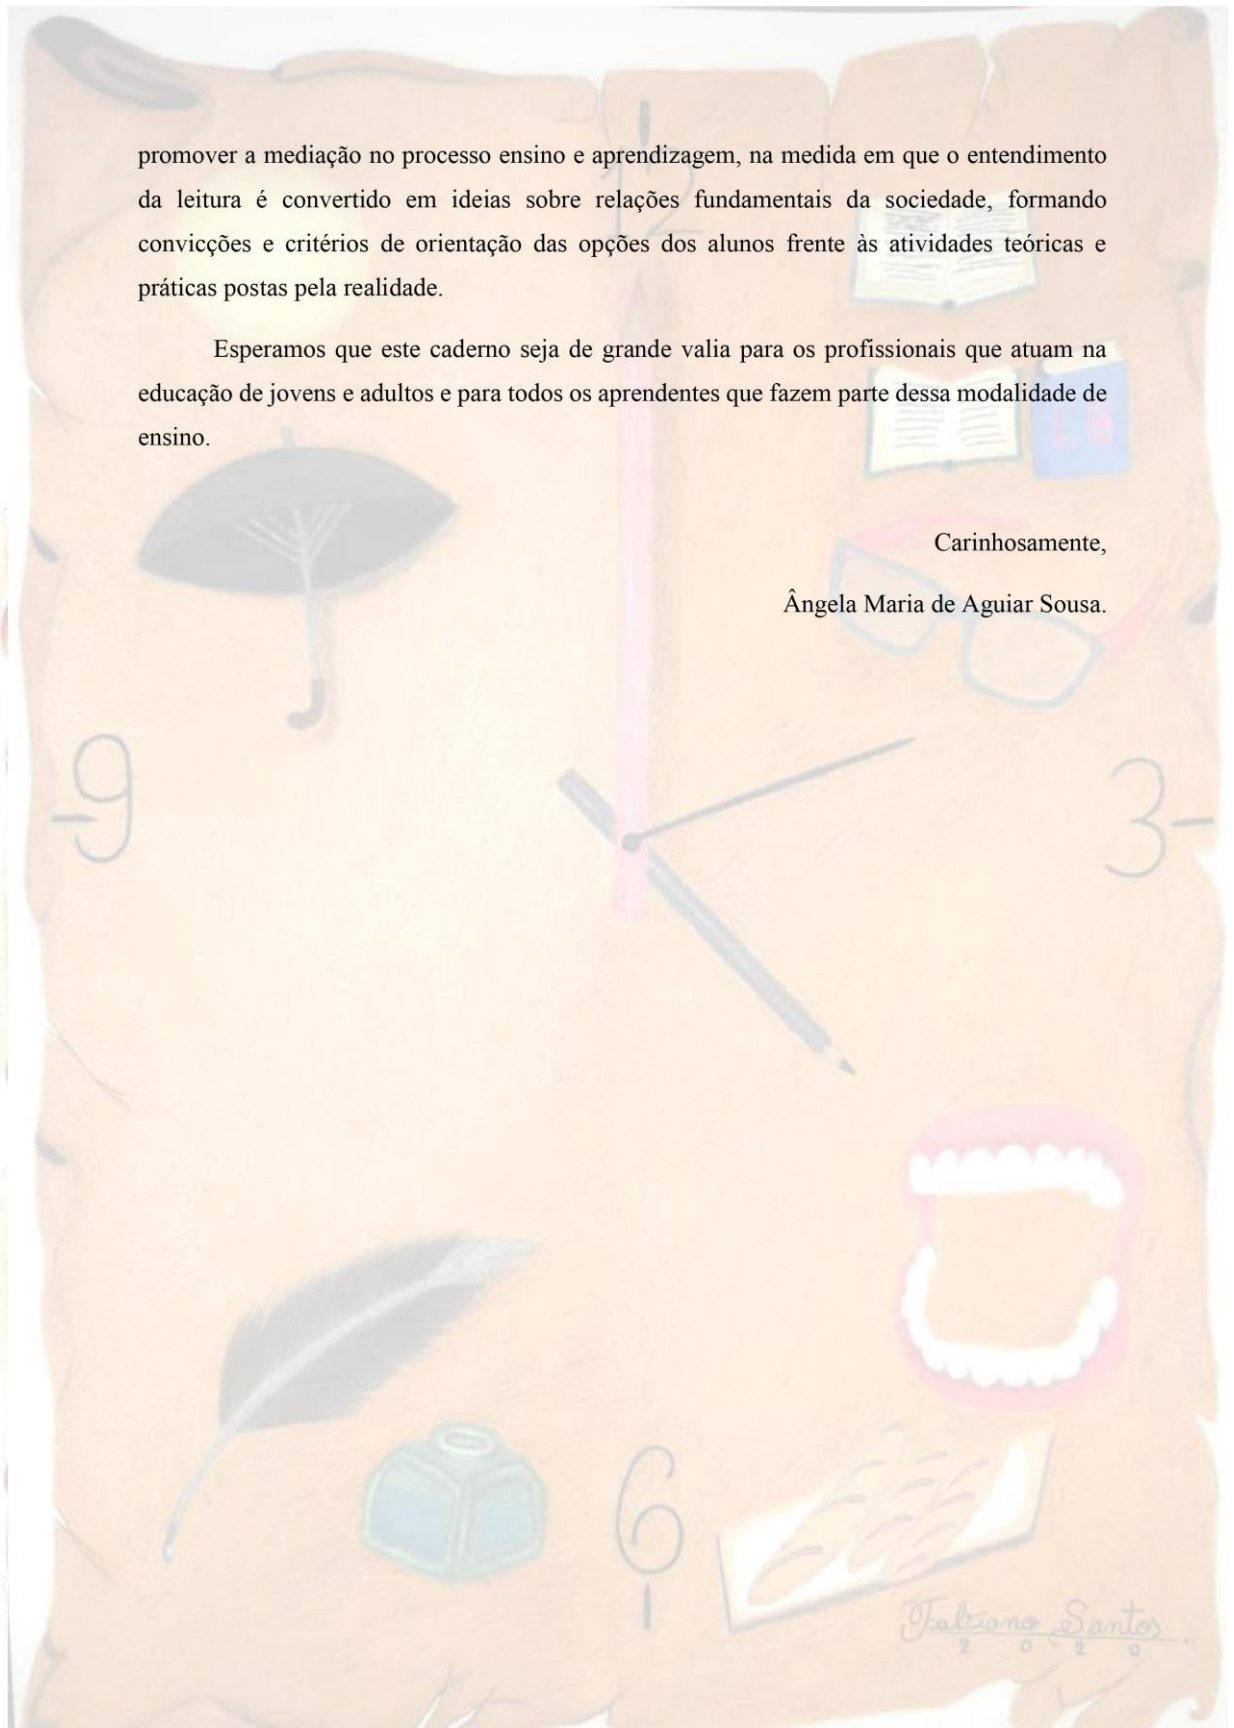 promover a mediação no processo ensino e aprendizagem, na medida em que o entendimento
da leitura é convertido em ideias sobre relações fundamentais da sociedade, formando
convicções e critérios de orientação das opções dos alunos frente às atividades teóricas e
práticas postas pela realidade.
Esperamos que este caderno seja de grande valia para os profissionais que atuam na
educação de jovens e adultos e para todos os aprendentes que fazem parte dessa modalidade de
ensino.
Carinhosamente,
Ângela Maria de Aguiar Sousa.
12
9
3
6
Fabiano Santos
2020